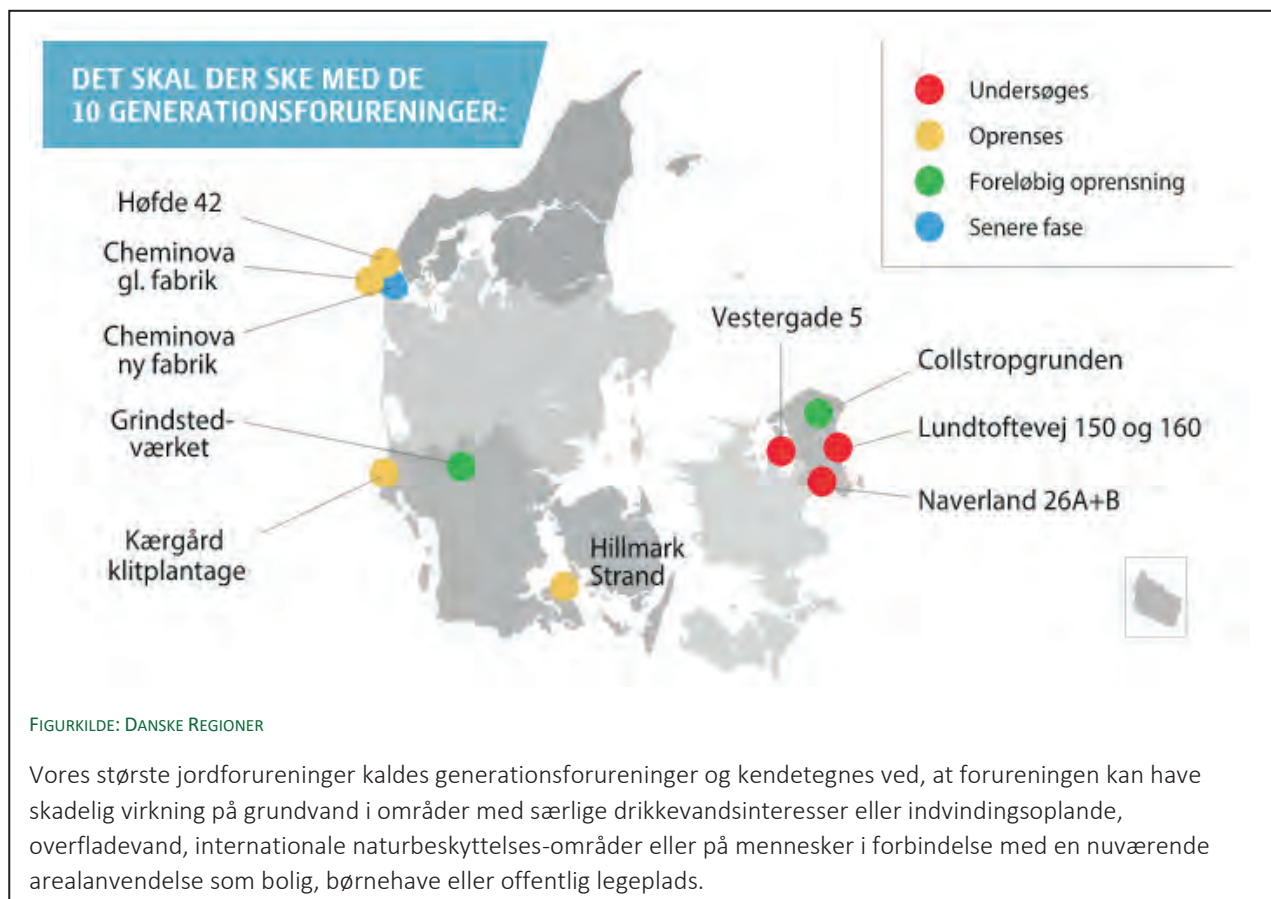 DET SKAL DER SKE MED DE
10 GENERATIONSFORURENINGER:
Undersøges
Oprenses
Foreløbig oprensning
Senere fase
Høfde 42
Cheminova
gl. fabrik
Cheminova
ny fabrik
Grindsted-
værket
Kærgård
klitplantage
Hillmark
Strand
Vestergade 5
Collstropgrunden
Lundtoftevej 150 og 160
Naverland 26A+B
FIGURKILDE: DANSKE REGIONER
Vores største jordforureninger kaldes generationsforureninger og kendetegnes ved, at forureningen kan have
skadelig virkning på grundvand i områder med særlige drikkevandsinteresser eller indvindingsoplande,
overfladevand, internationale naturbeskyttelses-områder eller på mennesker i forbindelse med en nuværende
arealanvendelse som bolig, børnehave eller offentlig legeplads.